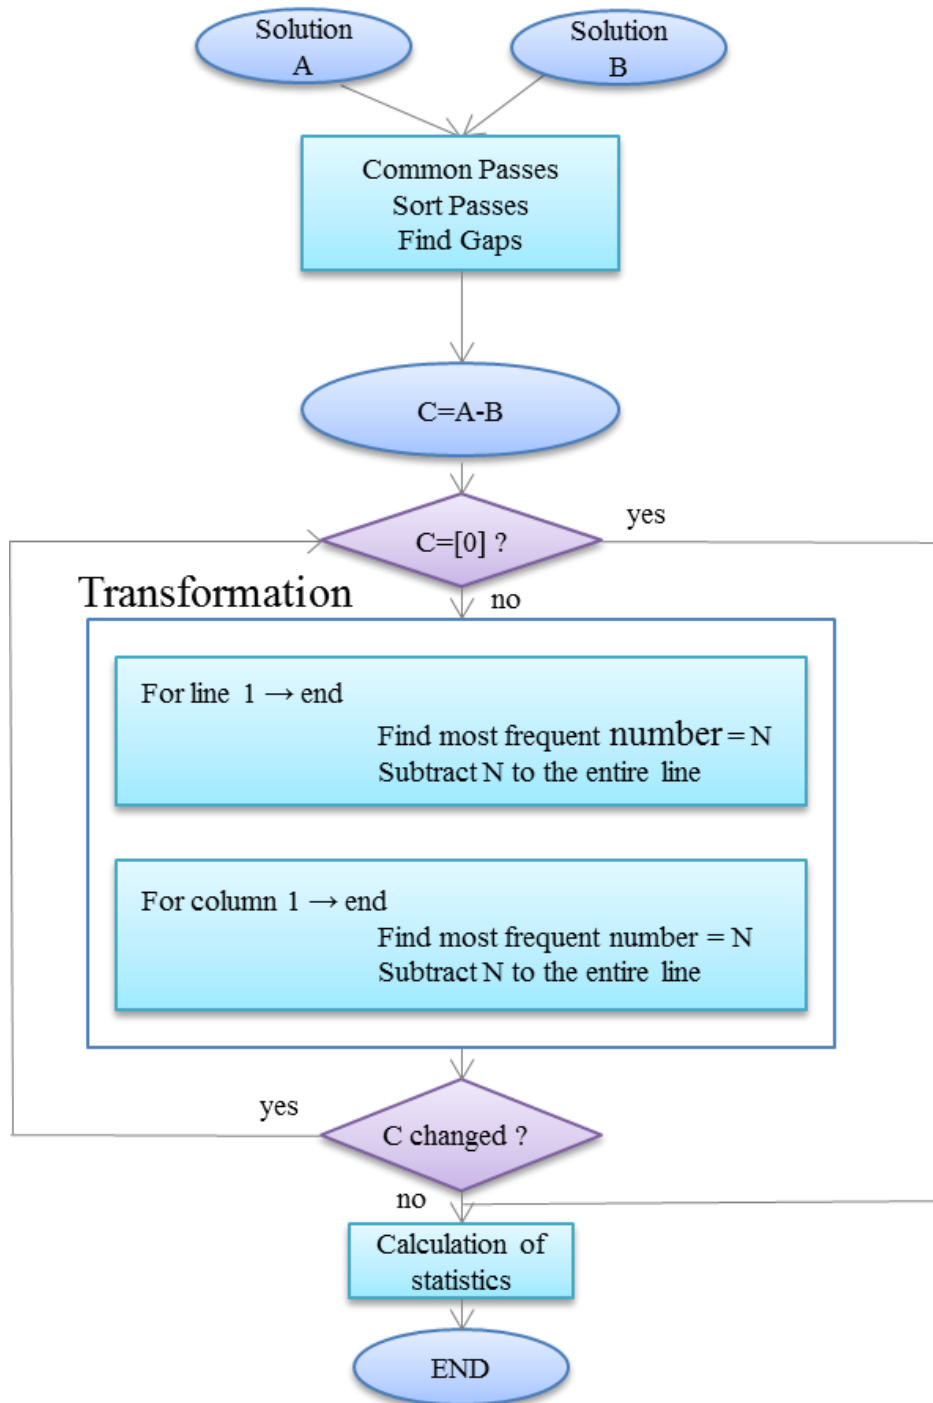 Solution
A
Solution
B
Common Passes
Sort Passes
Find Gaps
C=A-B
C=[0] ?
yes
no
Transformation
For line 1 → end
Find most frequent number = N
Subtract N to the entire line
For column 1 → end
Find most frequent number = N
Subtract N to the entire line
yes
C changed ?
no
Calculation of
statistics
END